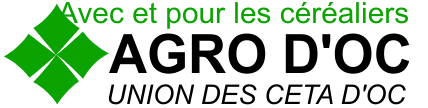 Avec et pour les céréaliers
AGRO D'OC
UNION DES CETA D'OC